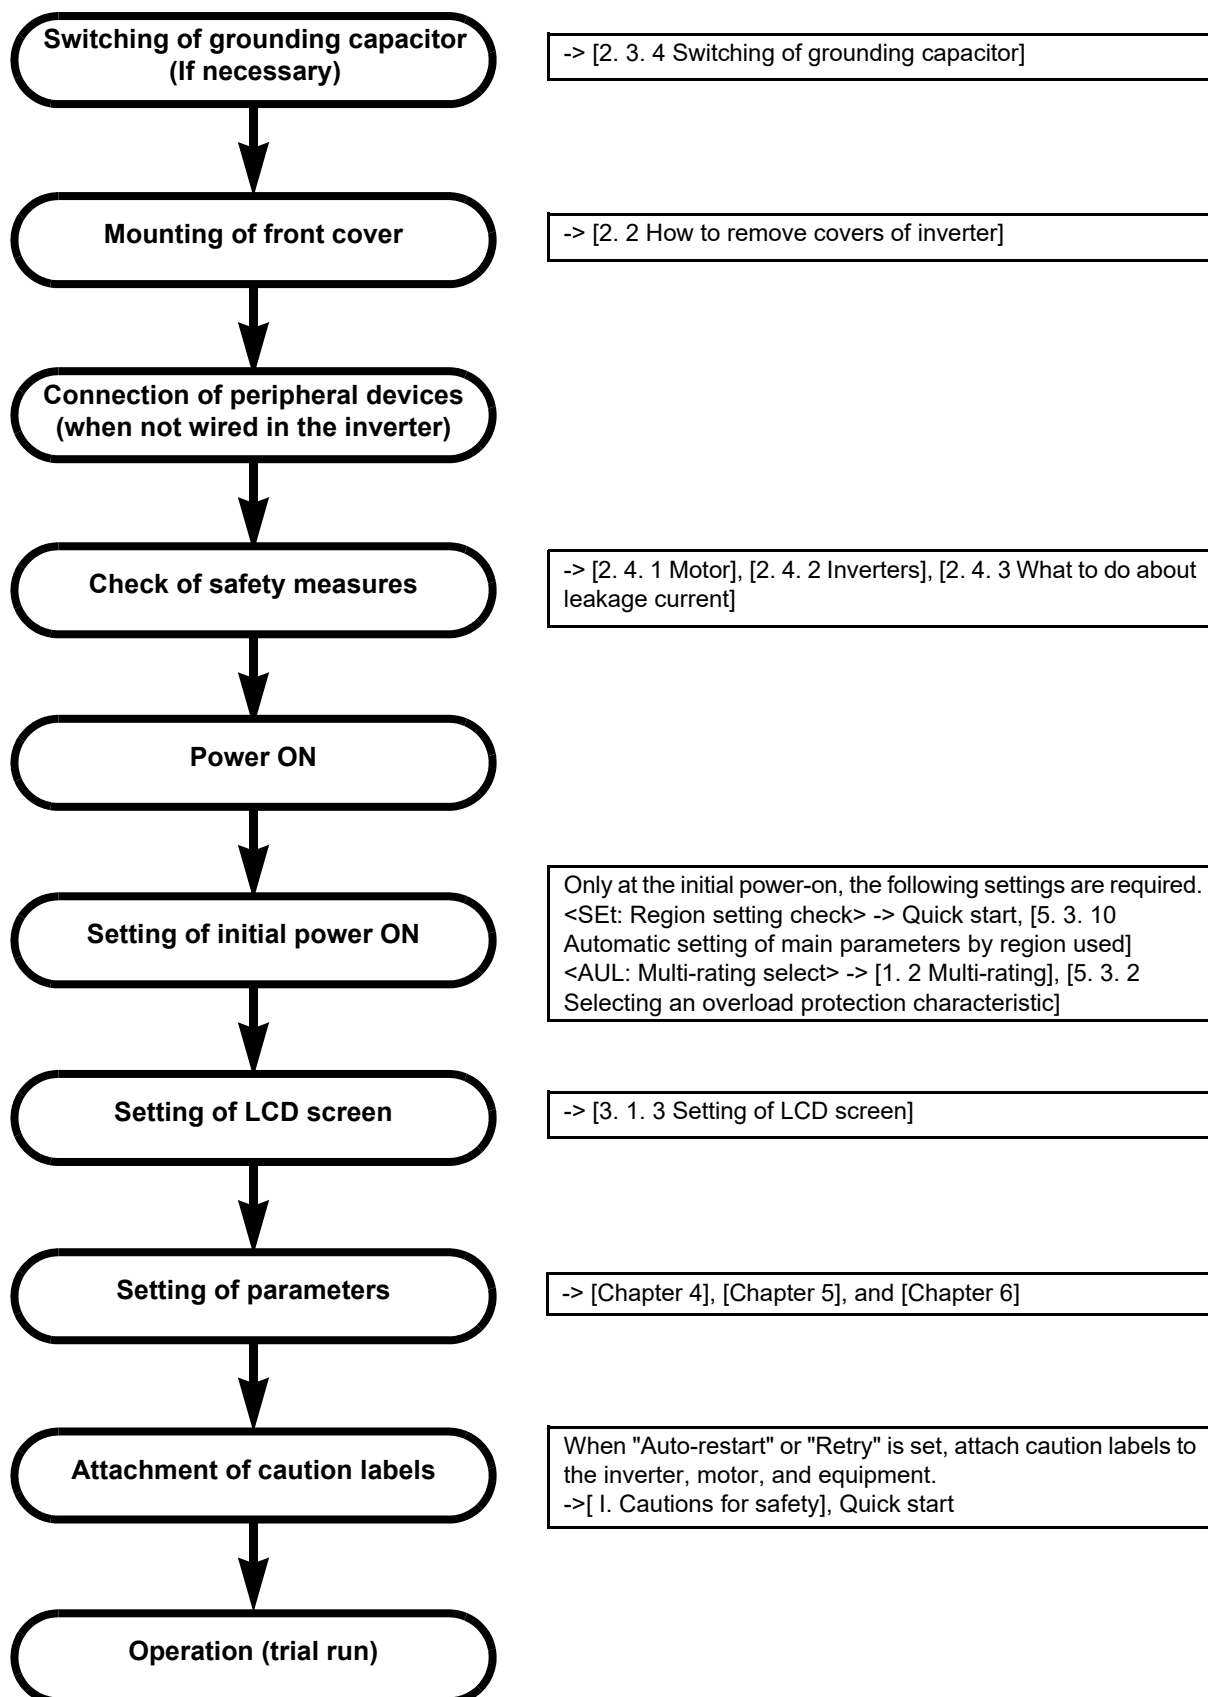 Switching of grounding capacitor
(If necessary)
-> [2. 3. 4 Switching of grounding capacitor]
Mounting of front cover
-> [2. 2 How to remove covers of inverter]
Connection of peripheral devices
(when not wired in the inverter)
Check of safety measures
-> [2. 4. 1 Motor], [2. 4. 2 Inverters], [2. 4. 3 What to do about
leakage current]
Power ON
Setting of initial power ON
Only at the initial power-on, the following settings are required.
<SEt: Region setting check> -> Quick start, [5. 3. 10
Automatic setting of main parameters by region used]
<AUL: Multi-rating select> -> [1. 2 Multi-rating], [5. 3. 2
Selecting an overload protection characteristic]
Setting of LCD screen
-> [3. 1. 3 Setting of LCD screen]
Setting of parameters
-> [Chapter 4], [Chapter 5], and [Chapter 6]
Attachment of caution labels
When "Auto-restart" or "Retry" is set, attach caution labels to
the inverter, motor, and equipment.
->[ I. Cautions for safety], Quick start
Operation (trial run)